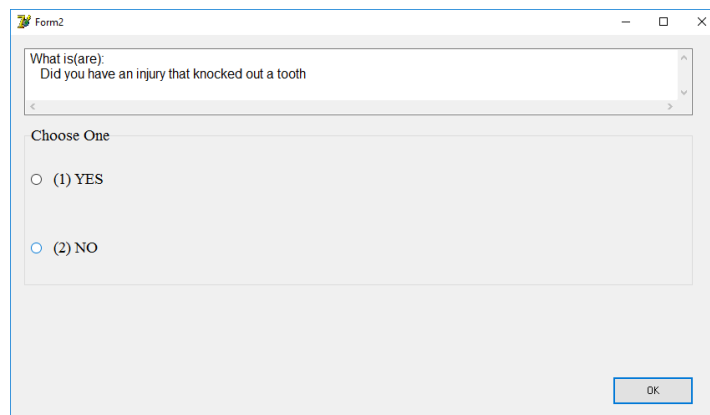 Form2
What is(are):
Did you have an injury that knocked out a tooth
Choose One
(1) YES
(2) NO
OK